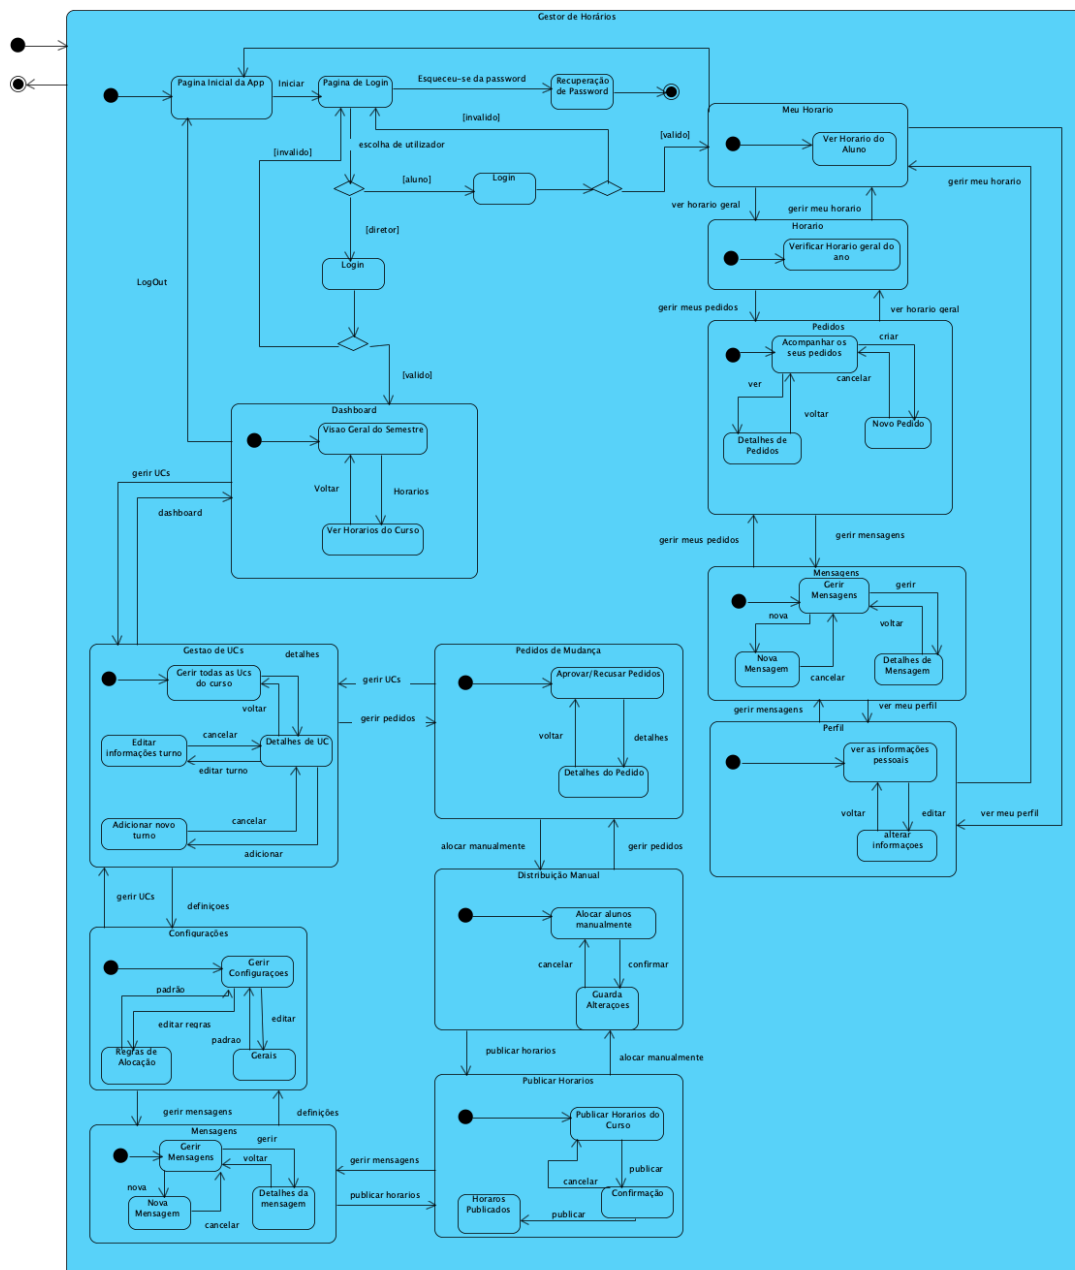 Gestor de Horários
Pagina Inicial da App
Iniciar
Pagina de Login
Esqueceu-se da password
Recuperação
de Password
[invalido]
[invalido]
escolha de utilizador
[aluno]
Login
[valido]
[diretor]
Login
LogOut
[valido]
Meu Horario
Ver Horario do
Aluno
gerir meu horario
ver horario geral
gerir meu horario
Horario
Verificar Horario geral do
ano
gerir meus pedidos
ver horario geral
Pedidos
Acompanhar os
seus pedidos
criar
cancelar
ver
voltar
Novo Pedido
Detalhes de
Pedidos
gerir meus pedidos
gerir mensagens
Dashboard
Visao Geral do Semestre
Voltar
Horarios
Ver Horarios do Curso
gerir UCs
dashboard
Mensagens
Gerir
Mensagens
gerir
nova
voltar
Nova
Mensagem
cancelar
Detalhes de
Mensagem
gerir mensagens
ver meu perfil
Perfil
ver as informações
pessoais
voltar
editar
alterar
informaçoes
ver meu perfil
Gestao de UCs
detalhes
Gerir todas as Ucs
do curso
voltar
Editar
informações turno
cancelar
Detalhes de UC
editar turno
Adicionar novo
turno
cancelar
adicionar
gerir UCs
gerir pedidos
Pedidos de Mudança
Aprovar/Recusar Pedidos
voltar
detalhes
Detalhes do Pedido
alocar manualmente
gerir pedidos
Distribuição Manual
Alocar alunos
manualmente
cancelar
confirmar
Guarda
Alteraçoes
gerir UCs
definiçoes
Configurações
Gerir
Configuraçoes
padrão
editar regras
padrao
editar
Regras de
Alocação
Gerais
publicar horarios
alocar manualmente
gerir mensagens
definições
Publicar Horarios
Publicar Horarios do
Curso
publicar
cancelar
Confirmação
Horaros
Publicados
publicar
Mensagens
Gerir
Mensagens
gerir
voltar
nova
Nova
Mensagem
cancelar
Detalhes da
mensagem
gerir mensagens
publicar horarios